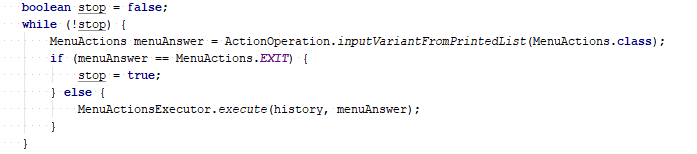 boolean stop = false;
while (!stop) {
    MenuActions menuAnswer = ActionOperation.inputVariantFromPrintedList(MenuActions.class);
    if (menuAnswer == MenuActions.EXIT) {
        stop = true;
    } else {
        MenuActionsExecutor.execute(history, menuAnswer);
    }
}